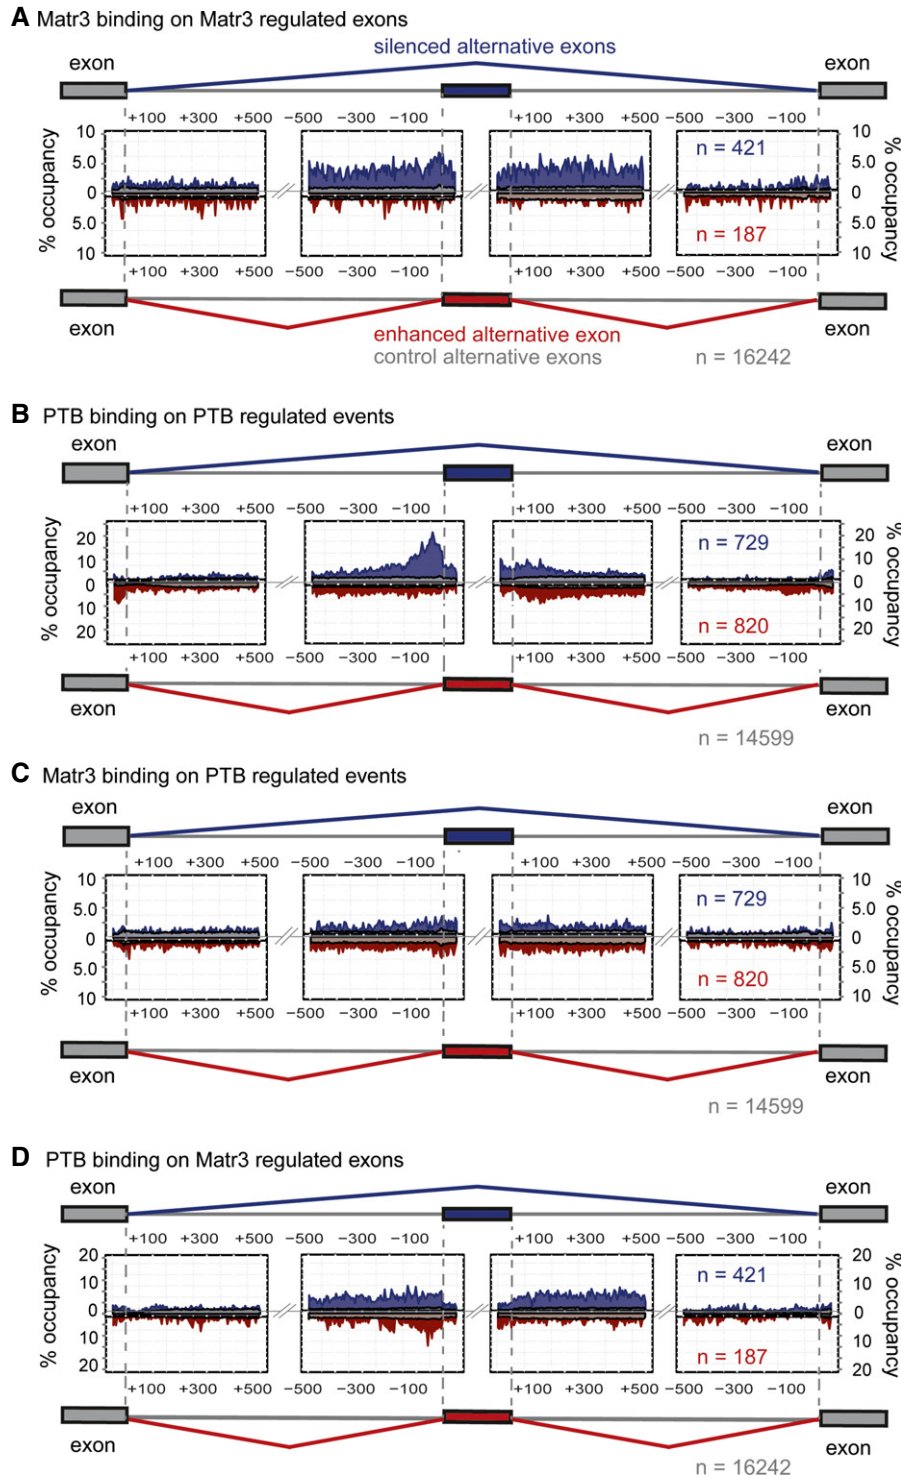 A Matr3 binding on Matr3 regulated exons
silenced alternative exons
exon exon
+100 +300 +500 −500 −300 −100 +100 +300 +500 −500 −300 −100
% occupancy
10
5.0
0
5.0
10
n = 421
n = 187
10
5.0
0
5.0
10
% occupancy
+100 +300 +500 −500 −300 −100 +100 +300 +500 −500 −300 −100
exon exon
enhanced alternative exon
control alternative exons n = 16242
B PTB binding on PTB regulated events
exon exon
+100 +300 +500 −500 −300 −100 +100 +300 +500 −500 −300 −100
% occupancy
20
10
0
10
20
n = 729
n = 820
20
10
0
10
20
% occupancy
+100 +300 +500 −500 −300 −100 +100 +300 +500 −500 −300 −100
exon exon
n = 14599
C Matr3 binding on PTB regulated events
exon exon
+100 +300 +500 −500 −300 −100 +100 +300 +500 −500 −300 −100
% occupancy
10
5.0
0
5.0
10
n = 729
n = 820
10
5.0
0
5.0
10
% occupancy
+100 +300 +500 −500 −300 −100 +100 +300 +500 −500 −300 −100
exon exon
n = 14599
D PTB binding on Matr3 regulated exons
exon exon
+100 +300 +500 −500 −300 −100 +100 +300 +500 −500 −300 −100
% occupancy
20
10
0
10
20
n = 421
n = 187
20
10
0
10
20
% occupancy
+100 +300 +500 −500 −300 −100 +100 +300 +500 −500 −300 −100
exon exon
n = 16242